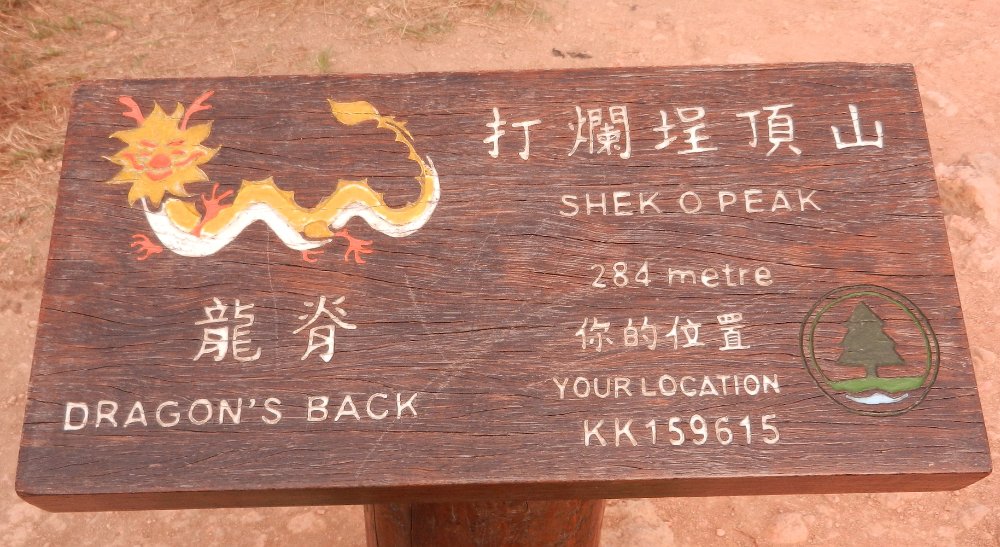 龍脊
DRAGON'S BACK
打爛埕頂山
SHEK O PEAK
284 metre
你的位置
YOUR LOCATION
KK159615